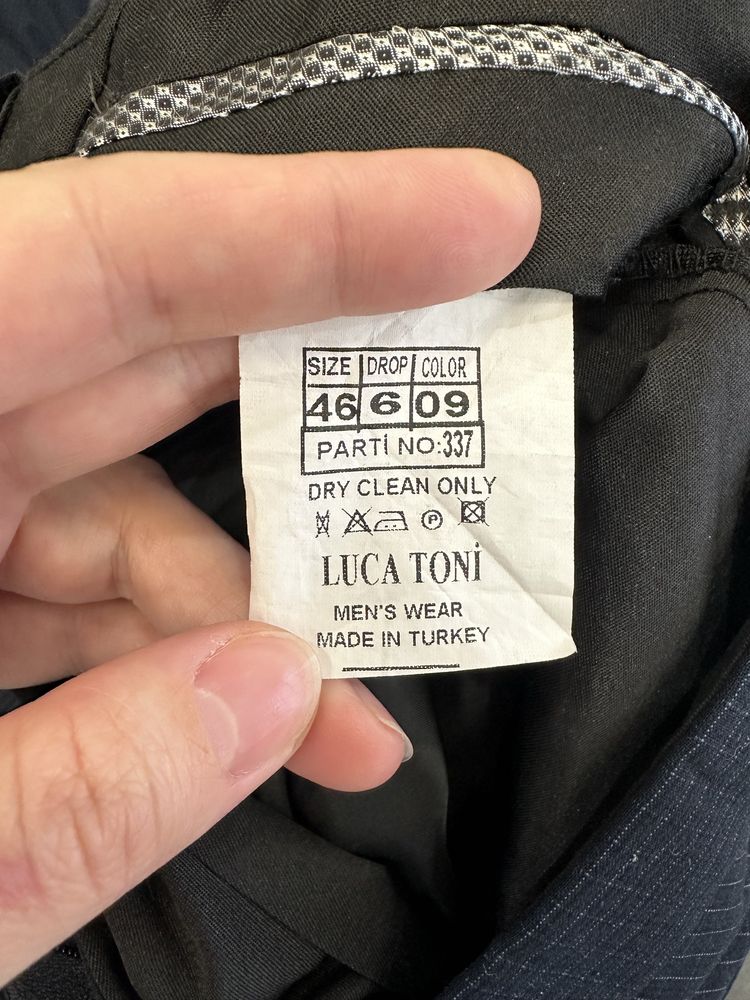 SIZE DROP COLOR
46 6 09
PARTİ NO:337
DRY CLEAN ONLY
P
LUCA TONİ
MEN'S WEAR
MADE IN TURKEY